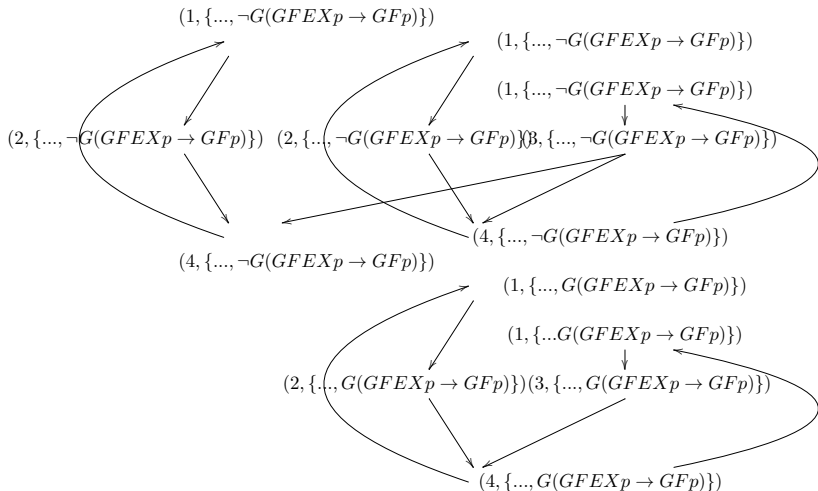 (1, {..., ¬G(GFEXp → GFp)})
(1, {..., ¬G(GFEXp → GFp)})
(1, {..., ¬G(GFEXp → GFp)})
(2, {..., ¬G(GFEXp → GFp)}) (2, {..., ¬G(GFEXp → GFp)}) (3, {..., ¬G(GFEXp → GFp)})
(4, {..., ¬G(GFEXp → GFp)})
(4, {..., ¬G(GFEXp → GFp)})
(1, {..., G(GFEXp → GFp)})
(1, {...G(GFEXp → GFp)})
(2, {..., G(GFEXp → GFp)}) (3, {..., G(GFEXp → GFp)})
(4, {..., G(GFEXp → GFp)})